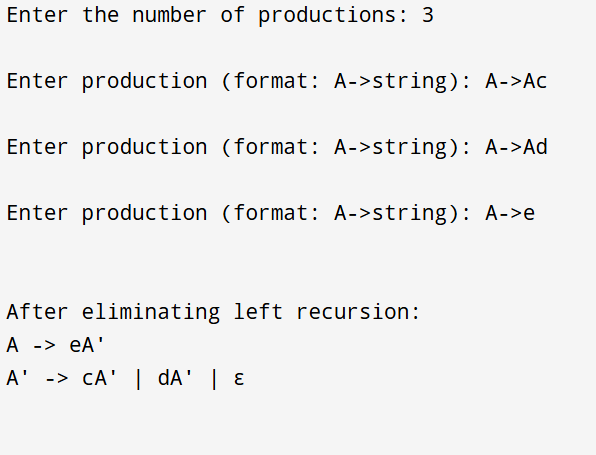 Enter the number of productions: 3
Enter production (format: A->string): A->Ac
Enter production (format: A->string): A->Ad
Enter production (format: A->string): A->e
After eliminating left recursion:
A -> eA'
A' -> cA' | dA' | ε